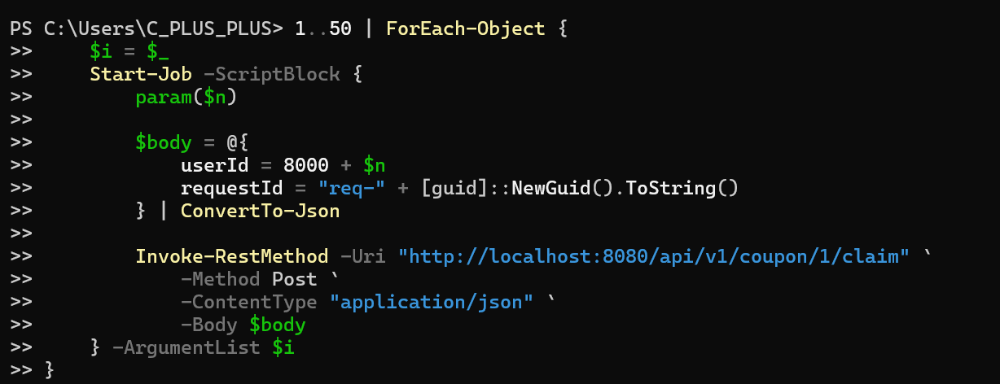 PS C:\Users\C_PLUS_PLUS> 1..50 | ForEach-Object {
>>     $i = $_
>>     Start-Job -ScriptBlock {
>>         param($n)
>>
>>         $body = @{
>>             userId = 8000 + $n
>>             requestId = "req-" + [guid]::NewGuid().ToString()
>>         } | ConvertTo-Json
>>
>>         Invoke-RestMethod -Uri "http://localhost:8080/api/v1/coupon/1/claim" `
>>             -Method Post `
>>             -ContentType "application/json" `
>>             -Body $body
>>     } -ArgumentList $i
>> }